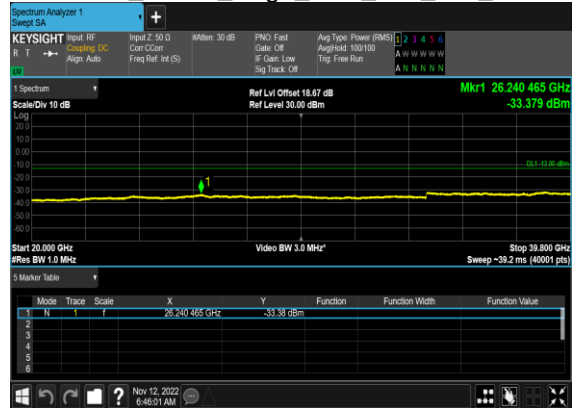 Spectrum Analyzer 1
Swept SA
KEYSIGHT Input: RF Input Z: 50 Ω #Atten: 30 dB PNO: Fast Avg Type: Power (RMS) 1 2 3 4 5 6
R T Coupling: DC Corr CCorr Gate: Off Avg|Hold: 100/100 A W W W W W
Align: Auto Freq Ref: Int (S) IF Gain: Low Trig: Free Run
LW Sig Track: Off A N N N N N
1 Spectrum Ref Lvl Offset 18.67 dB Mkr1 26.240 465 GHz
Scale/Div 10 dB Ref Level 30.00 dBm -33.379 dBm
Log
20.0
10.0
0.00
-10.0
DL1 -13.00 dBm
-20.0
1
-30.0
-40.0
-50.0
-60.0
Start 20.000 GHz Video BW 3.0 MHz* Stop 39.800 GHz
#Res BW 1.0 MHz Sweep ~39.2 ms (40001 pts)
5 Marker Table
Mode Trace Scale X Y Function Function Width Function Value
1 N 1 f 26.240 465 GHz -33.38 dBm
2
3
4
5
6
? Nov 12, 2022
6:46:01 AM